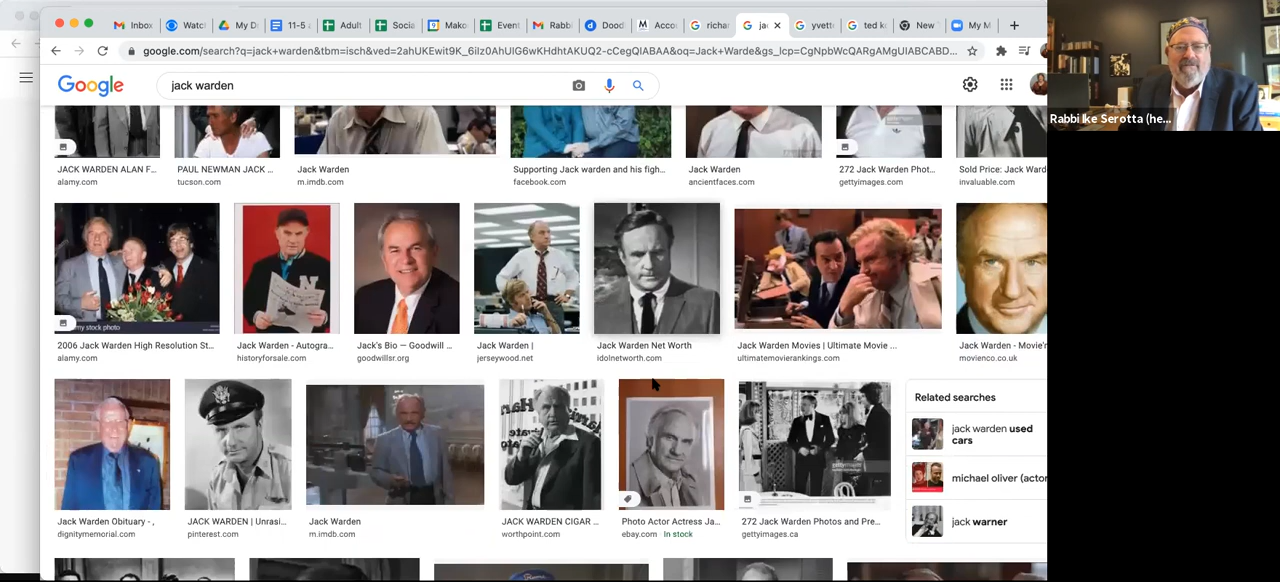 Inbox
Watch
My D
11-5 a
Adult
Socia
Mako
Event
Rabb
Dood
Acco
richar
jac
yvett
ted k
New
My M
google.com/search?q=jack+warden&tbm=isch&ved=2ahUKEwit9K_6iIz0AhUIG6wKHdhtAKUQ2-cCegQIABAA&oq=Jack+Warde&gs_lcp=CgNpbWcQARgAMgUIABCABD...
Google
jack warden
Rabbi Ike Serotta (he...
JACK WARDEN ALAN F...
alamy.com
PAUL NEWMAN JACK ...
tucson.com
Jack Warden
m.imdb.com
Supporting Jack warden and his figh...
facebook.com
Jack Warden
ancientfaces.com
272 Jack Warden Phot...
gettyimages.com
Sold Price: Jack Ward
invaluable.com
my stock photo
N
2006 Jack Warden High Resolution St...
alamy.com
Jack Warden - Autogra...
historyforsale.com
Jack's Bio — Goodwill ...
goodwillsr.org
Jack Warden |
jerseywood.net
Jack Warden Net Worth
idolnetworth.com
Jack Warden Movies | Ultimate Movie ...
ultimatemovierankings.com
Jack Warden - Movie'n
movienco.co.uk
Related searches
jack warden used
cars
michael oliver (actor
jack warner
Jack Warden Obituary - ,
dignitymemorial.com
JACK WARDEN | Unrasi...
pinterest.com
Jack Warden
m.imdb.com
JACK WARDEN CIGAR ...
worthpoint.com
Photo Actor Actress Ja...
ebay.com In stock
272 Jack Warden Photos and Pre...
gettyimages.ca